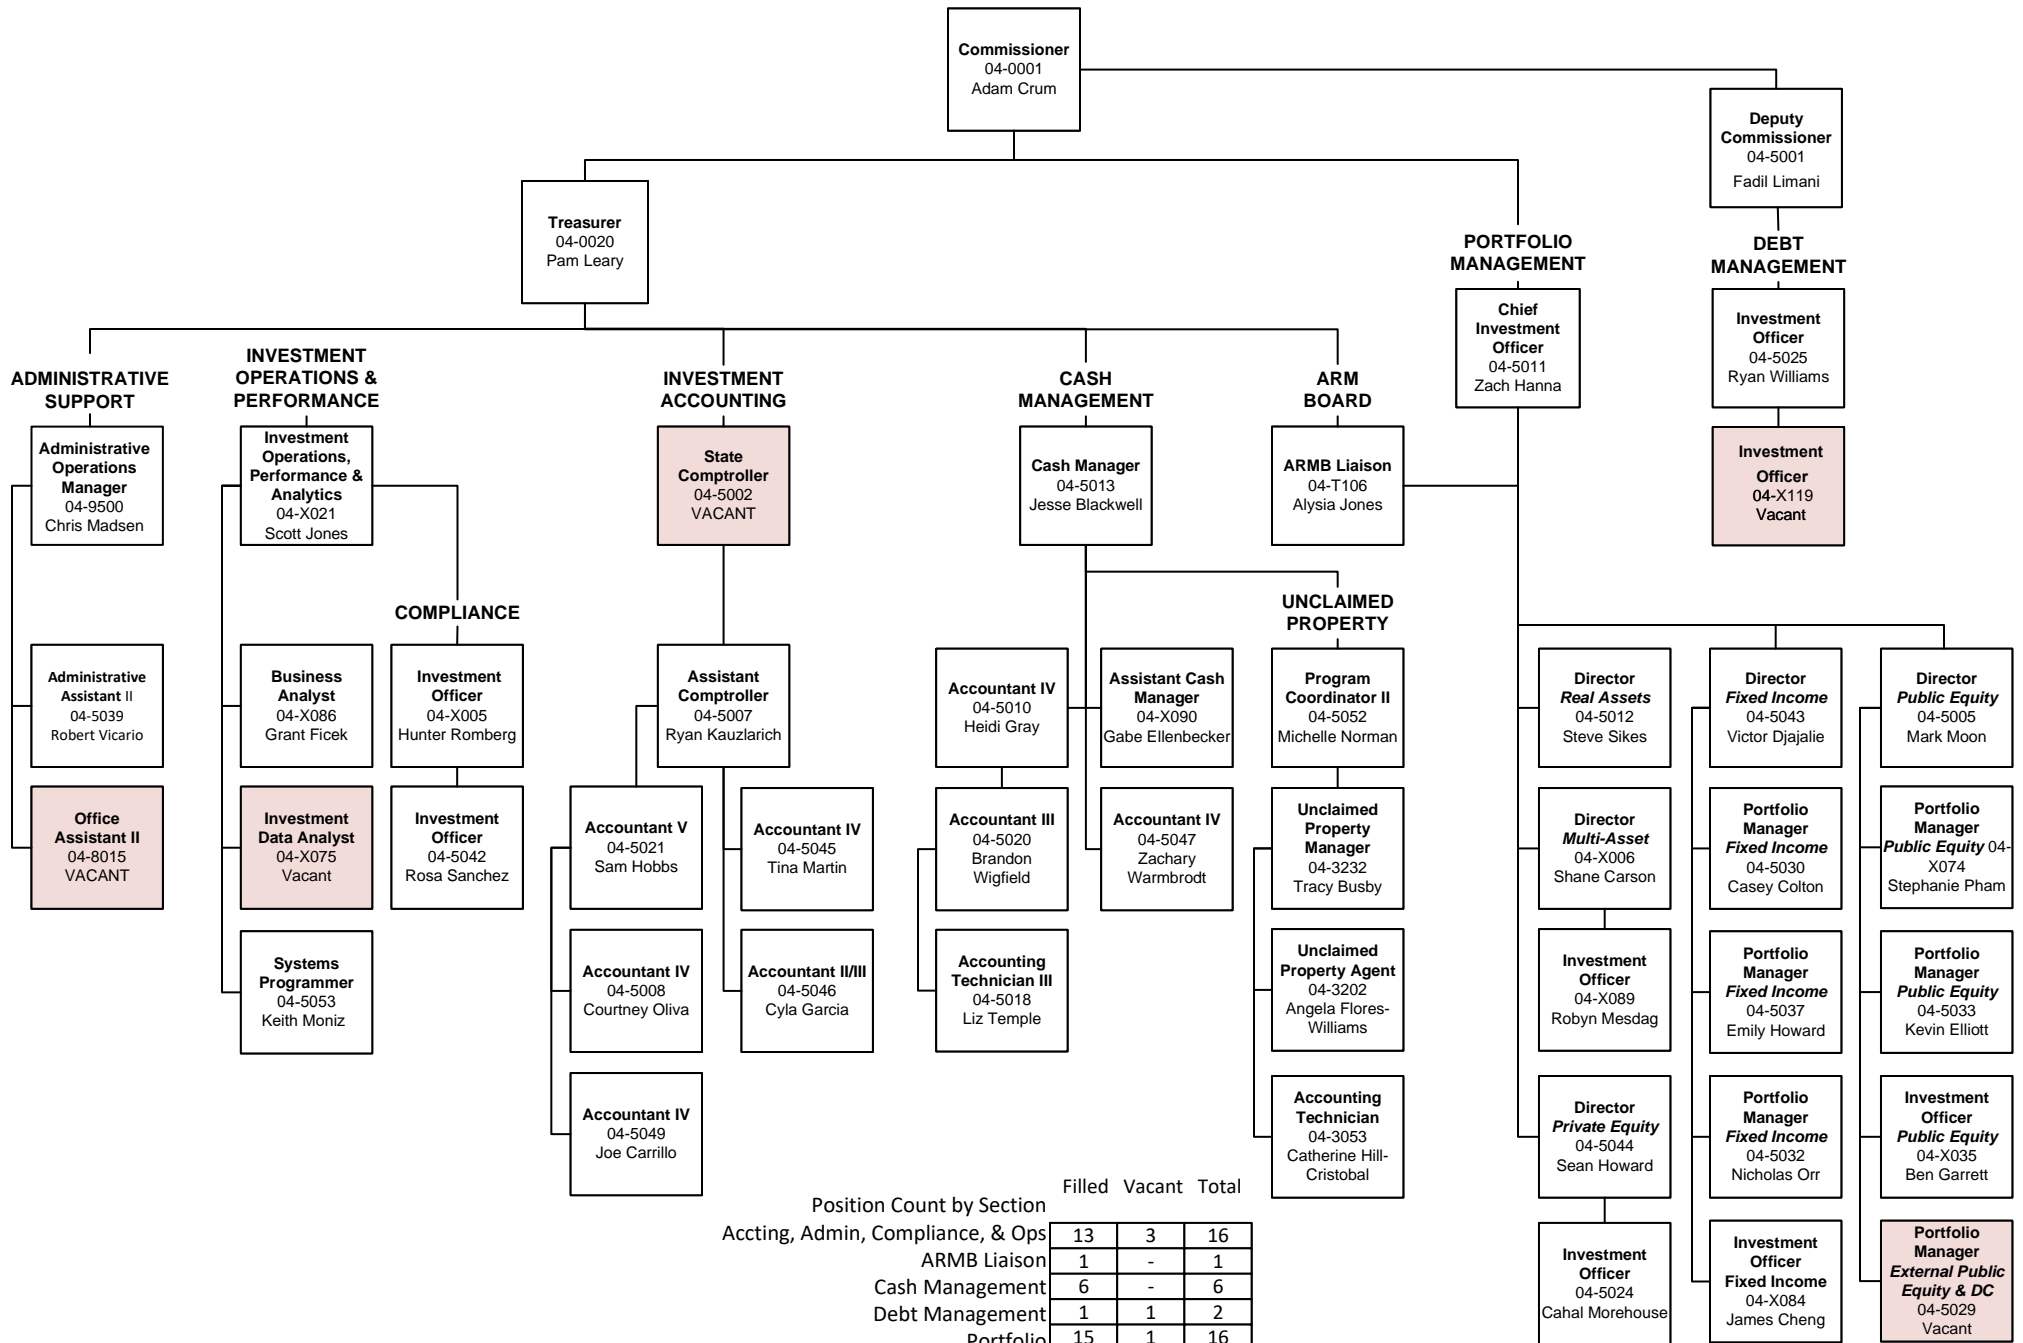 Commissioner
04-0001
Adam Crum
Deputy
Commissioner
04-5001
Fadil Limani
Treasurer
04-0020
Pam Leary
PORTFOLIO
MANAGEMENT
DEBT
MANAGEMENT
Chief
Investment
Officer
04-5011
Zach Hanna
Investment
Officer
04-5025
Ryan Williams
ADMINISTRATIVE
SUPPORT
INVESTMENT
OPERATIONS &
PERFORMANCE
INVESTMENT
ACCOUNTING
CASH
MANAGEMENT
ARM
BOARD
Administrative
Operations
Manager
04-9500
Chris Madsen
Investment
Operations,
Performance &
Analytics
04-X021
Scott Jones
State
Comptroller
04-5002
VACANT
Cash Manager
04-5013
Jesse Blackwell
ARMB Liaison
04-T106
Alysia Jones
Investment
Officer
04-X119
Vacant
COMPLIANCE
UNCLAIMED
PROPERTY
Administrative
Assistant II
04-5039
Robert Vicario
Business
Analyst
04-X086
Grant Ficek
Investment
Officer
04-X005
Hunter Romberg
Assistant
Comptroller
04-5007
Ryan Kauzlarich
Accountant IV
04-5010
Heidi Gray
Assistant Cash
Manager
04-X090
Gabe Ellenbecker
Program
Coordinator II
04-5052
Michelle Norman
Director
Real Assets
04-5012
Steve Sikes
Director
Fixed Income
04-5043
Victor Djajalie
Director
Public Equity
04-5005
Mark Moon
Office
Assistant II
04-8015
VACANT
Investment
Data Analyst
04-X075
Vacant
Investment
Officer
04-5042
Rosa Sanchez
Accountant V
04-5021
Sam Hobbs
Accountant IV
04-5045
Tina Martin
Accountant III
04-5020
Brandon
Wigfield
Accountant IV
04-5047
Zachary
Warmbrodt
Unclaimed
Property
Manager
04-3232
Tracy Busby
Director
Multi-Asset
04-X006
Shane Carson
Portfolio
Manager
Fixed Income
04-5030
Casey Colton
Portfolio
Manager
Public Equity 04-
X074
Stephanie Pham
Systems
Programmer
04-5053
Keith Moniz
Accountant IV
04-5008
Courtney Oliva
Accountant II/III
04-5046
Cyla Garcia
Accounting
Technician III
04-5018
Liz Temple
Unclaimed
Property Agent
04-3202
Angela Flores-
Williams
Investment
Officer
04-X089
Robyn Mesdag
Portfolio
Manager
Fixed Income
04-5037
Emily Howard
Portfolio
Manager
Public Equity
04-5033
Kevin Elliott
Accountant IV
04-5049
Joe Carrillo
Accounting
Technician
04-3053
Catherine Hill-
Cristobal
Director
Private Equity
04-5044
Sean Howard
Portfolio
Manager
Fixed Income
04-5032
Nicholas Orr
Investment
Officer
Public Equity
04-X035
Ben Garrett
Investment
Officer
04-5024
Cahal Morehouse
Investment
Officer
Fixed Income
04-X084
James Cheng
Portfolio
Manager
External Public
Equity & DC
04-5029
Vacant
Filled Vacant Total
Position Count by Section
Accting, Admin, Compliance, & Ops 13 3 16
ARMB Liaison 1 - 1
Cash Management 6 - 6
Debt Management 1 1 2
Portfolio 15 1 16